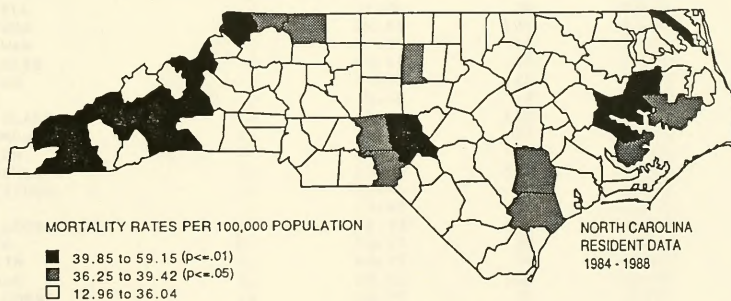 MORTALITY RATES PER 100,000 POPULATION
39.85 to 59.15 (p<=.01)
36.25 to 39.42 (p<=.05)
12.96 to 36.04
NORTH CAROLINA
RESIDENT DATA
1984 - 1988